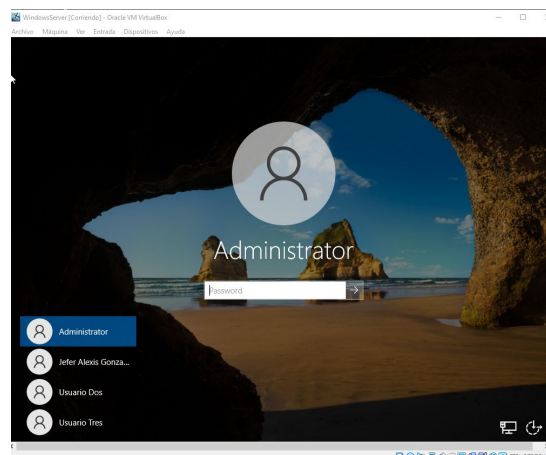 WindowsServer [Corriendo] - Oracle VM VirtualBox
Archivo Máquina Ver Entrada Dispositivos Ayuda
Administrator
Password
Administrator
Jefer Alexis Gonza...
Usuario Dos
Usuario Tres